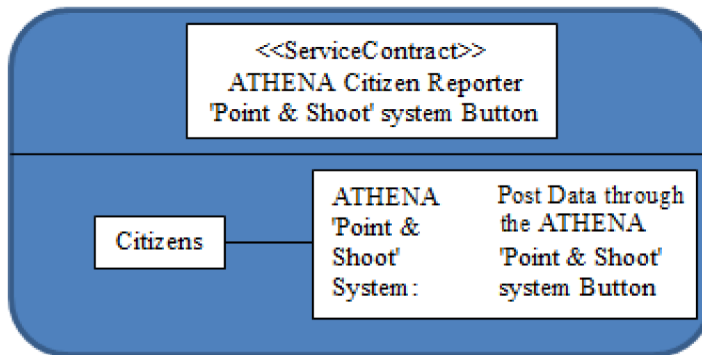 <<ServiceContract>>
ATHENA Citizen Reporter
'Point & Shoot' system Button
Citizens
ATHENA
'Point &
Shoot'
System:
Post Data through
the ATHENA
'Point & Shoot'
system Button